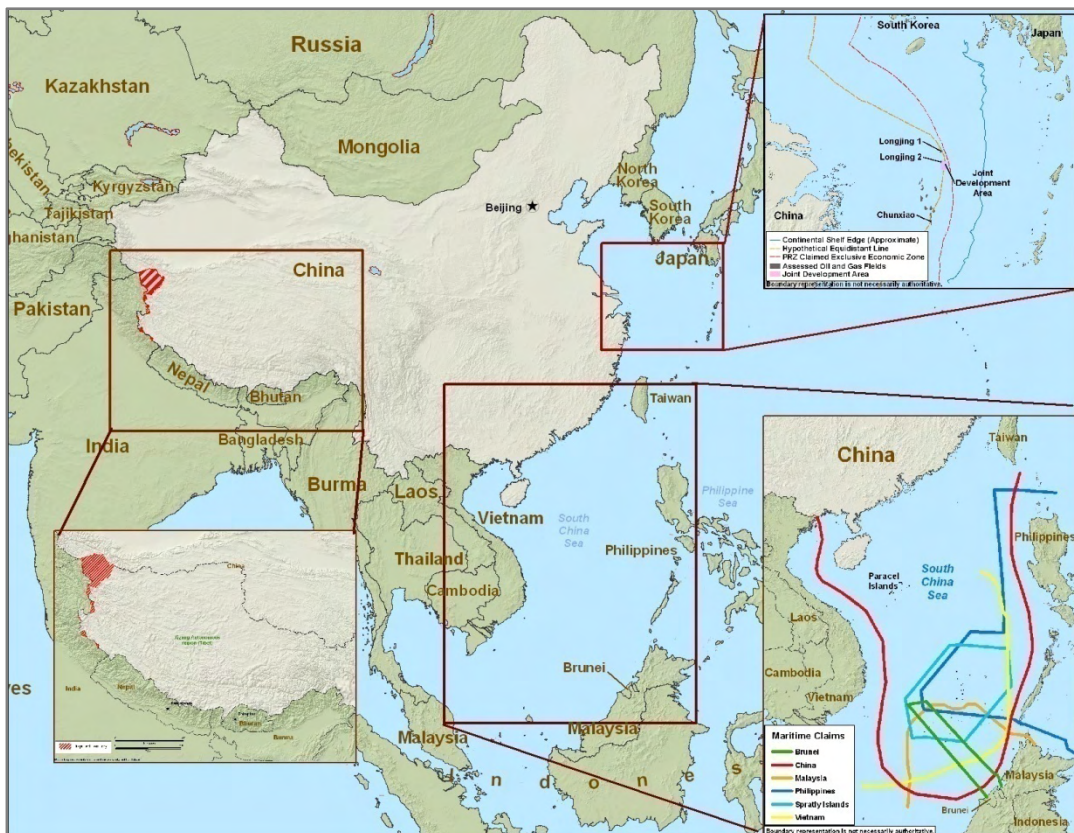 Russia
Kazakhstan
Mongolia
Kyrgyzstan
Tajikistan
Pakistan
Beijing
North
Korea
South
Korea
China
Japan
Nepal
Bhutan
India
Bangladesh
Burma
Laos
Vietnam
Thailand
Cambodia
Taiwan
South
China
Sea
Philippine
Sea
Philippines
Brunei
Malaysia
Malaysia
I n d o n e s
South Korea
Japan
Longjing 1
Longjing 2
Joint
Development
Area
Chunxiao
China
Continental Shelf Edge (Approximate)
Hypothetical Equidistant Line
PRZ Claimed Exclusive Economic Zone
Assessed Oil and Gas Fields
Joint Development Area
Boundary representation is not necessarily authoritative.
China
India
Nepal
Bhutan
Burma
China
Taiwan
Philippines
Paracel
Islands
South
China
Sea
Laos
Cambodia
Vietnam
Malaysia
Brunei
Indonesia
Maritime Claims
Brunei
China
Malaysia
Philippines
Spratly Islands
Vietnam
Boundary representation is not necessarily authoritative.